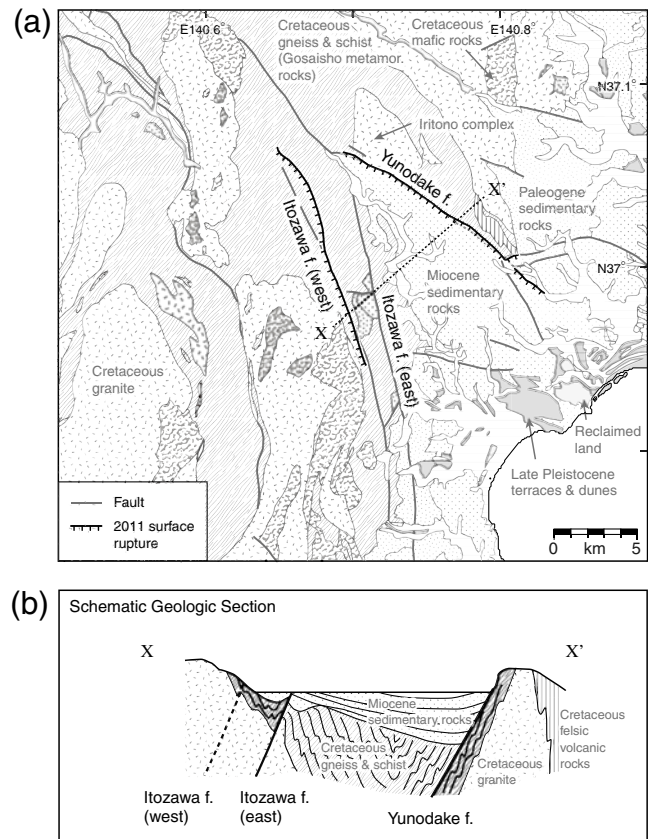 (a)
E140.6°
Cretaceous
gneiss & schist
(Gosaisho metamor.
rocks)
Cretaceous
mafic rocks
E140.8°
N37.1°
Iritono complex
Yunodake f.
X'
Paleogene
sedimentary
rocks
N37°
Itozawa f. (west)
X
Itozawa f. (east)
Miocene
sedimentary
rocks
Cretaceous
granite
Reclaimed
land
Late Pleistocene
terraces & dunes
Fault
2011 surface
rupture
0 km 5
(b)
Schematic Geologic Section
X
X'
Miocene
sedimentary rocks
Cretaceous
gneiss & schist
Cretaceous
granite
Cretaceous
felsic
volcanic
rocks
Itozawa f.
(west)
Itozawa f.
(east)
Yunodake f.